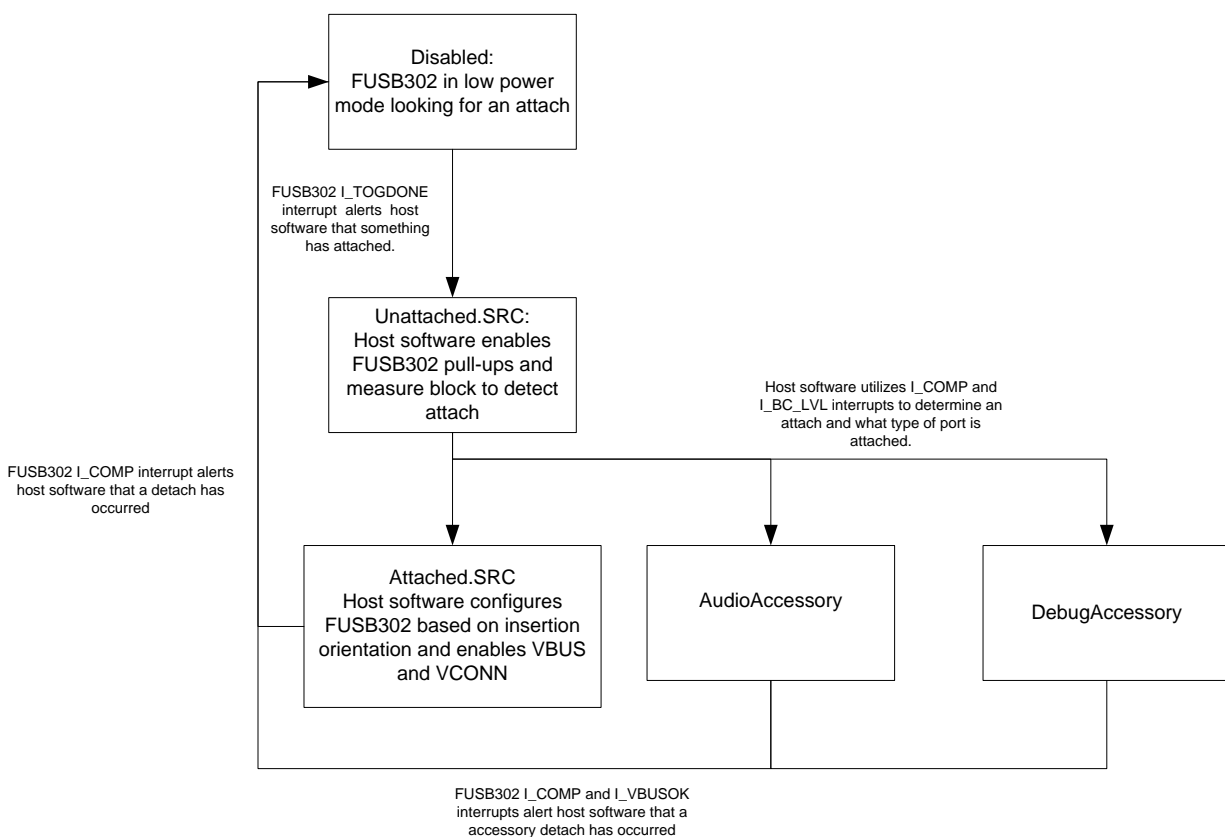 Disabled:
FUSB302 in low power
mode looking for an attach
FUSB302 I_TOGDONE
interrupt alerts host
software that something
has attached.
Unattached.SRC:
Host software enables
FUSB302 pull-ups and
measure block to detect
attach
Host software utilizes I_COMP and
I_BC_LVL interrupts to determine an
attach and what type of port is
attached.
FUSB302 I_COMP interrupt alerts
host software that a detach has
occurred
Attached.SRC
Host software configures
FUSB302 based on insertion
orientation and enables VBUS
and VCONN
AudioAccessory
DebugAccessory
FUSB302 I_COMP and I_VBUSOK
interrupts alert host software that a
accessory detach has occurred